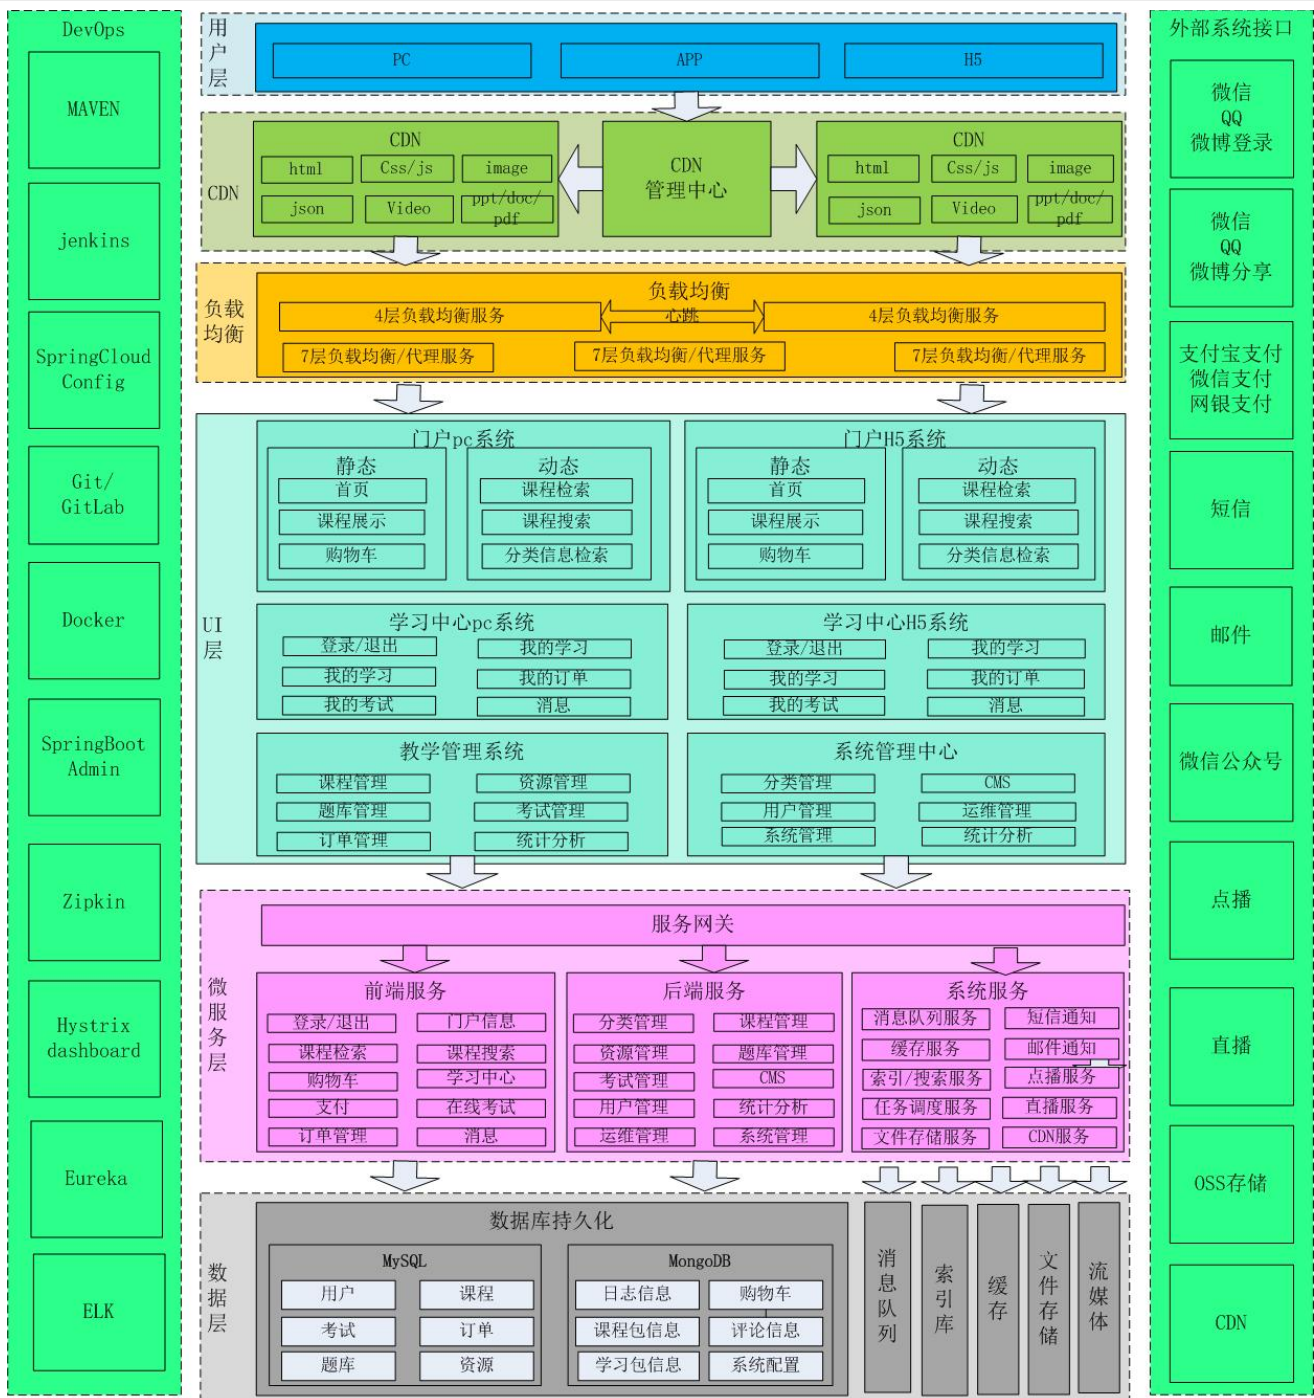 DevOps
MAVEN
jenkins
SpringCloud
Config
Git/
GitLab
Docker
SpringBoot
Admin
Zipkin
Hystrix
dashboard
Eureka
ELK
用户层
PC
APP
H5
CDN
CDN
html
Css/js
image
json
Video
ppt/doc/
pdf
CDN
管理中心
CDN
html
Css/js
image
json
Video
ppt/doc/
pdf
负载
均衡
负载均衡
4层负载均衡服务
心跳
4层负载均衡服务
7层负载均衡/代理服务
7层负载均衡/代理服务
7层负载均衡/代理服务
UI
层
门户pc系统
静态
首页
课程展示
购物车
动态
课程检索
课程搜索
分类信息检索
门户H5系统
静态
首页
课程展示
购物车
动态
课程检索
课程搜索
分类信息检索
学习中心pc系统
登录/退出
我的学习
我的学习
我的订单
我的考试
消息
学习中心H5系统
登录/退出
我的学习
我的学习
我的订单
我的考试
消息
教学管理系统
课程管理
资源管理
题库管理
考试管理
订单管理
统计分析
系统管理中心
分类管理
CMS
用户管理
运维管理
系统管理
统计分析
微服务层
服务网关
前端服务
登录/退出
门户信息
课程检索
课程搜索
购物车
学习中心
支付
在线考试
订单管理
消息
后端服务
分类管理
课程管理
资源管理
题库管理
考试管理
CMS
用户管理
统计分析
运维管理
系统管理
系统服务
消息队列服务
短信通知
缓存服务
邮件通知
索引/搜索服务
点播服务
任务调度服务
直播服务
文件存储服务
CDN服务
数据层
数据库持久化
MySQL
用户
课程
考试
订单
题库
资源
MongoDB
日志信息
购物车
课程包信息
评论信息
学习包信息
系统配置
消息队列
索引库
缓存
文件存储
流媒体
外部系统接口
微信
QQ
微博登录
微信
QQ
微博分享
支付宝支付
微信支付
网银支付
短信
邮件
微信公众号
点播
直播
OSS存储
CDN